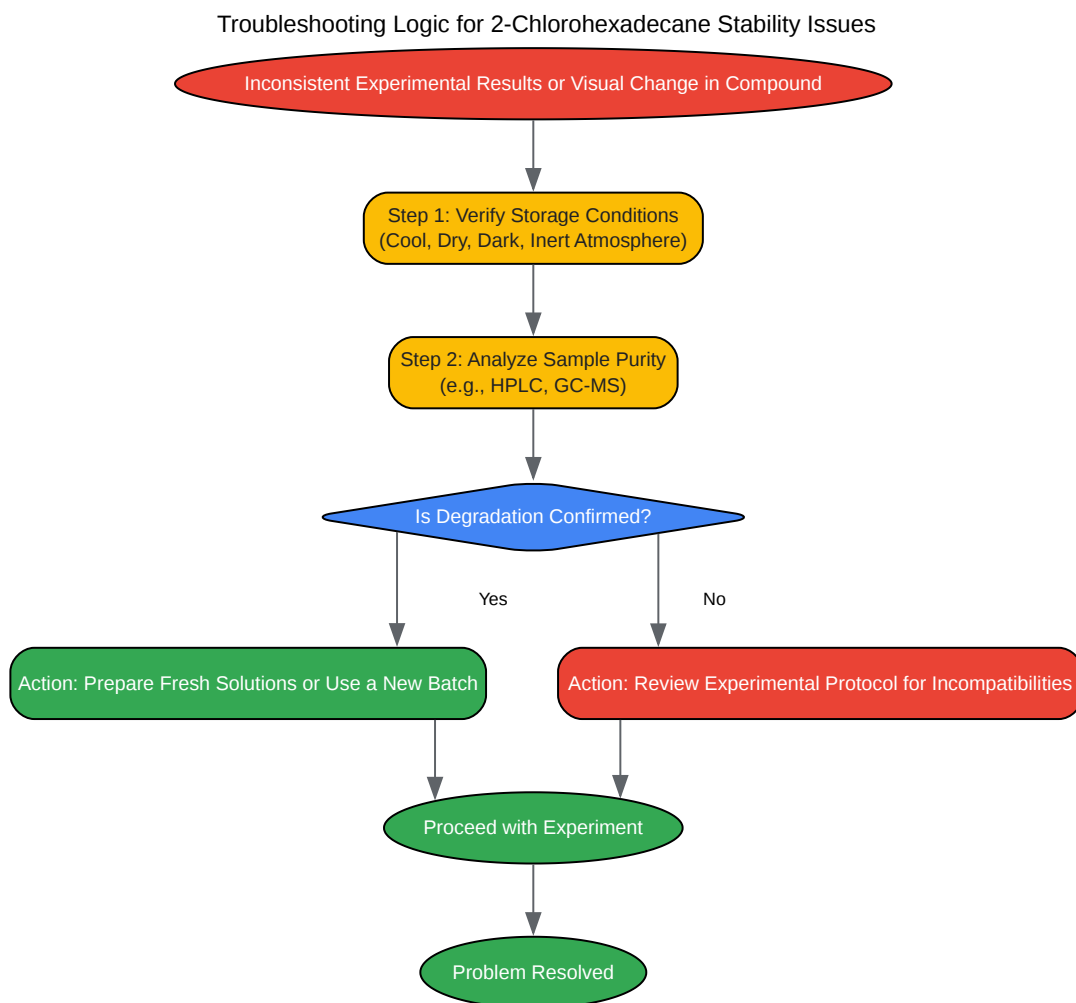 Troubleshooting Logic for 2-Chlorohexadecane Stability Issues
Inconsistent Experimental Results or Visual Change in Compound
Step 1: Verify Storage Conditions
(Cool, Dry, Dark, Inert Atmosphere)
Step 2: Analyze Sample Purity
(e.g., HPLC, GC-MS)
Is Degradation Confirmed?
Yes
No
Action: Prepare Fresh Solutions or Use a New Batch
Action: Review Experimental Protocol for Incompatibilities
Proceed with Experiment
Problem Resolved